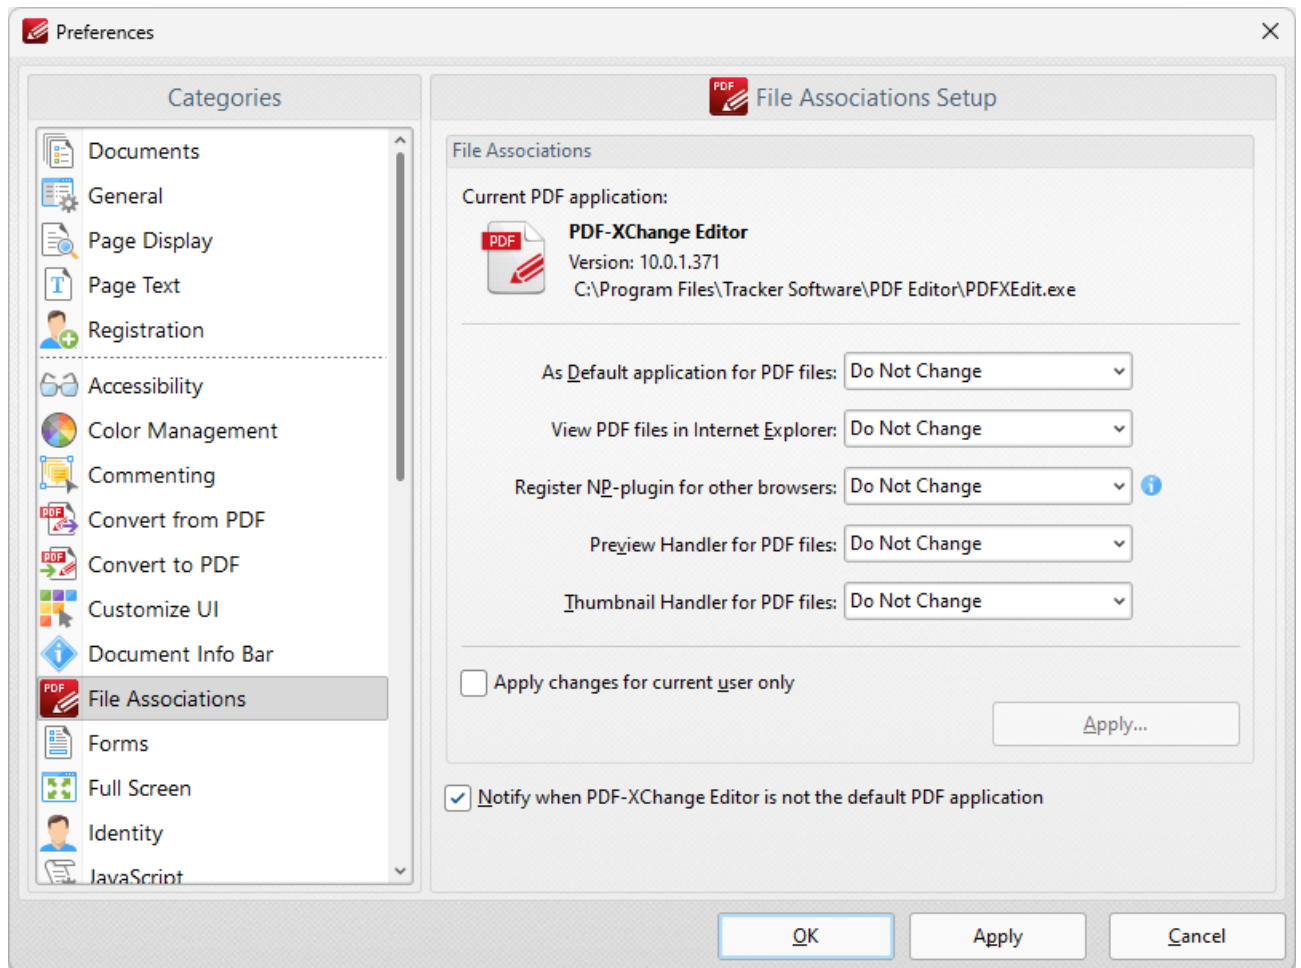 Preferences
Categories
Documents
General
Page Display
Page Text
Registration
Accessibility
Color Management
Commenting
Convert from PDF
Convert to PDF
Customize UI
Document Info Bar
File Associations
Forms
Full Screen
Identity
JavaScript
File Associations Setup
File Associations
Current PDF application:
PDF-XChange Editor
Version: 10.0.1.371
C:\Program Files\Tracker Software\PDF Editor\PDFXEdit.exe
As Default application for PDF files: Do Not Change
View PDF files in Internet Explorer: Do Not Change
Register NP-plugin for other browsers: Do Not Change
Preview Handler for PDF files: Do Not Change
Thumbnail Handler for PDF files: Do Not Change
Apply changes for current user only
Apply...
Notify when PDF-XChange Editor is not the default PDF application
OK Apply Cancel